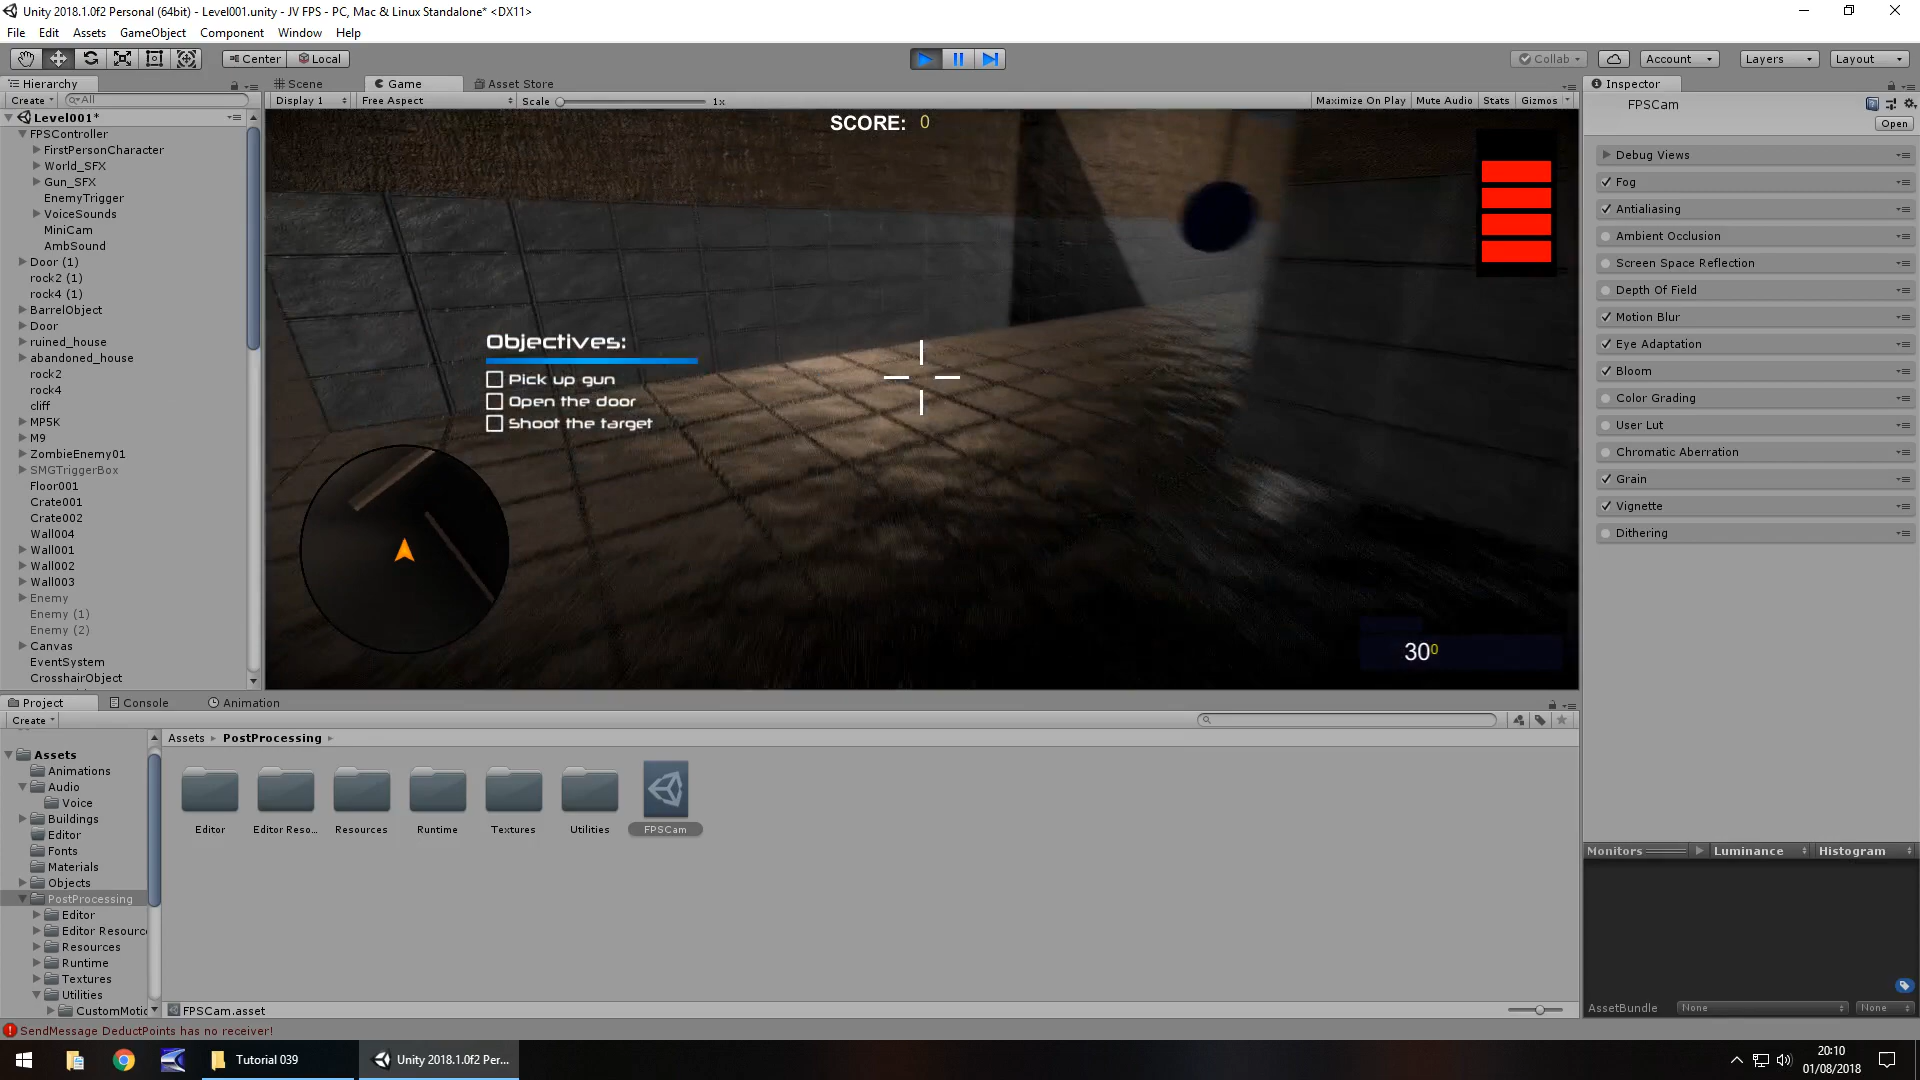 Unity 2018.1.0f2 Personal (64bit) - Level001.unity - JV FPS - PC, Mac & Linux Standalone* <DX11>
File Edit Assets GameObject Component Window Help
Center Local
Collab Account Layers Layout
Hierarchy
Create All
Level001*
FPSController
FirstPersonCharacter
World_SFX
Gun_SFX
EnemyTrigger
VoiceSounds
MiniCam
AmbSound
Door (1)
rock2 (1)
rock4 (1)
BarrelObject
Door
ruined_house
abandoned_house
rock2
rock4
cliff
MP5K
M9
ZombieEnemy01
SMGTriggerBox
Floor001
Crate001
Crate002
Wall004
Wall001
Wall002
Wall003
Enemy
Enemy (1)
Enemy (2)
Canvas
EventSystem
CrosshairObject
Scene Game Asset Store
Display 1 Free Aspect Scale 1x Maximize On Play Mute Audio Stats Gizmos
SCORE: 0
Objectives:
Pick up gun
Open the door
Shoot the target
30 0
Inspector
FPSCam
Open
Debug Views
Fog
Antialiasing
Ambient Occlusion
Screen Space Reflection
Depth Of Field
Motion Blur
Eye Adaptation
Bloom
Color Grading
User Lut
Chromatic Aberration
Grain
Vignette
Dithering
Monitors Luminance Histogram
AssetBundle None None
Project Console Animation
Create
Assets
Animations
Audio
Voice
Buildings
Editor
Fonts
Materials
Objects
PostProcessing
Editor
Editor Resourc
Resources
Runtime
Textures
Utilities
CustomMotic
Assets PostProcessing
Editor Editor Reso... Resources Runtime Textures Utilities FPSCam
FPSCam.asset
SendMessage DeductPoints has no receiver!
Tutorial 039
Unity 2018.1.0f2 Per...
20:10
01/08/2018